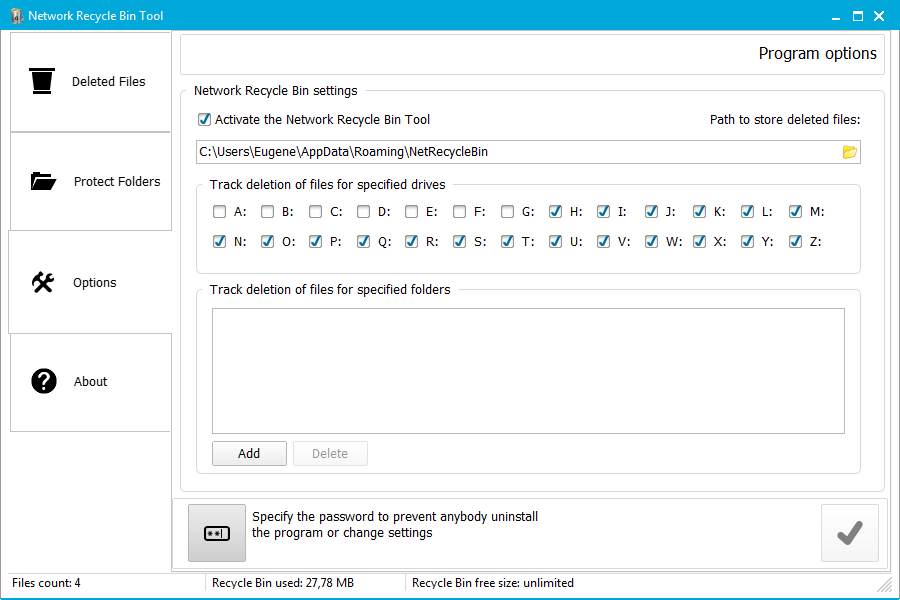 Network Recycle Bin Tool
Deleted Files
Protect Folders
Options
About
Program options
Network Recycle Bin settings
Activate the Network Recycle Bin Tool
Path to store deleted files:
C:\Users\Eugene\AppData\Roaming\NetRecycleBin
Track deletion of files for specified drives
A: B: C: D: E: F: G: H: I: J: K: L: M:
N: O: P: Q: R: S: T: U: V: W: X: Y: Z:
Track deletion of files for specified folders
Add
Delete
**
Specify the password to prevent anybody uninstall
the program or change settings
Files count: 4
Recycle Bin used: 27,78 MB
Recycle Bin free size: unlimited